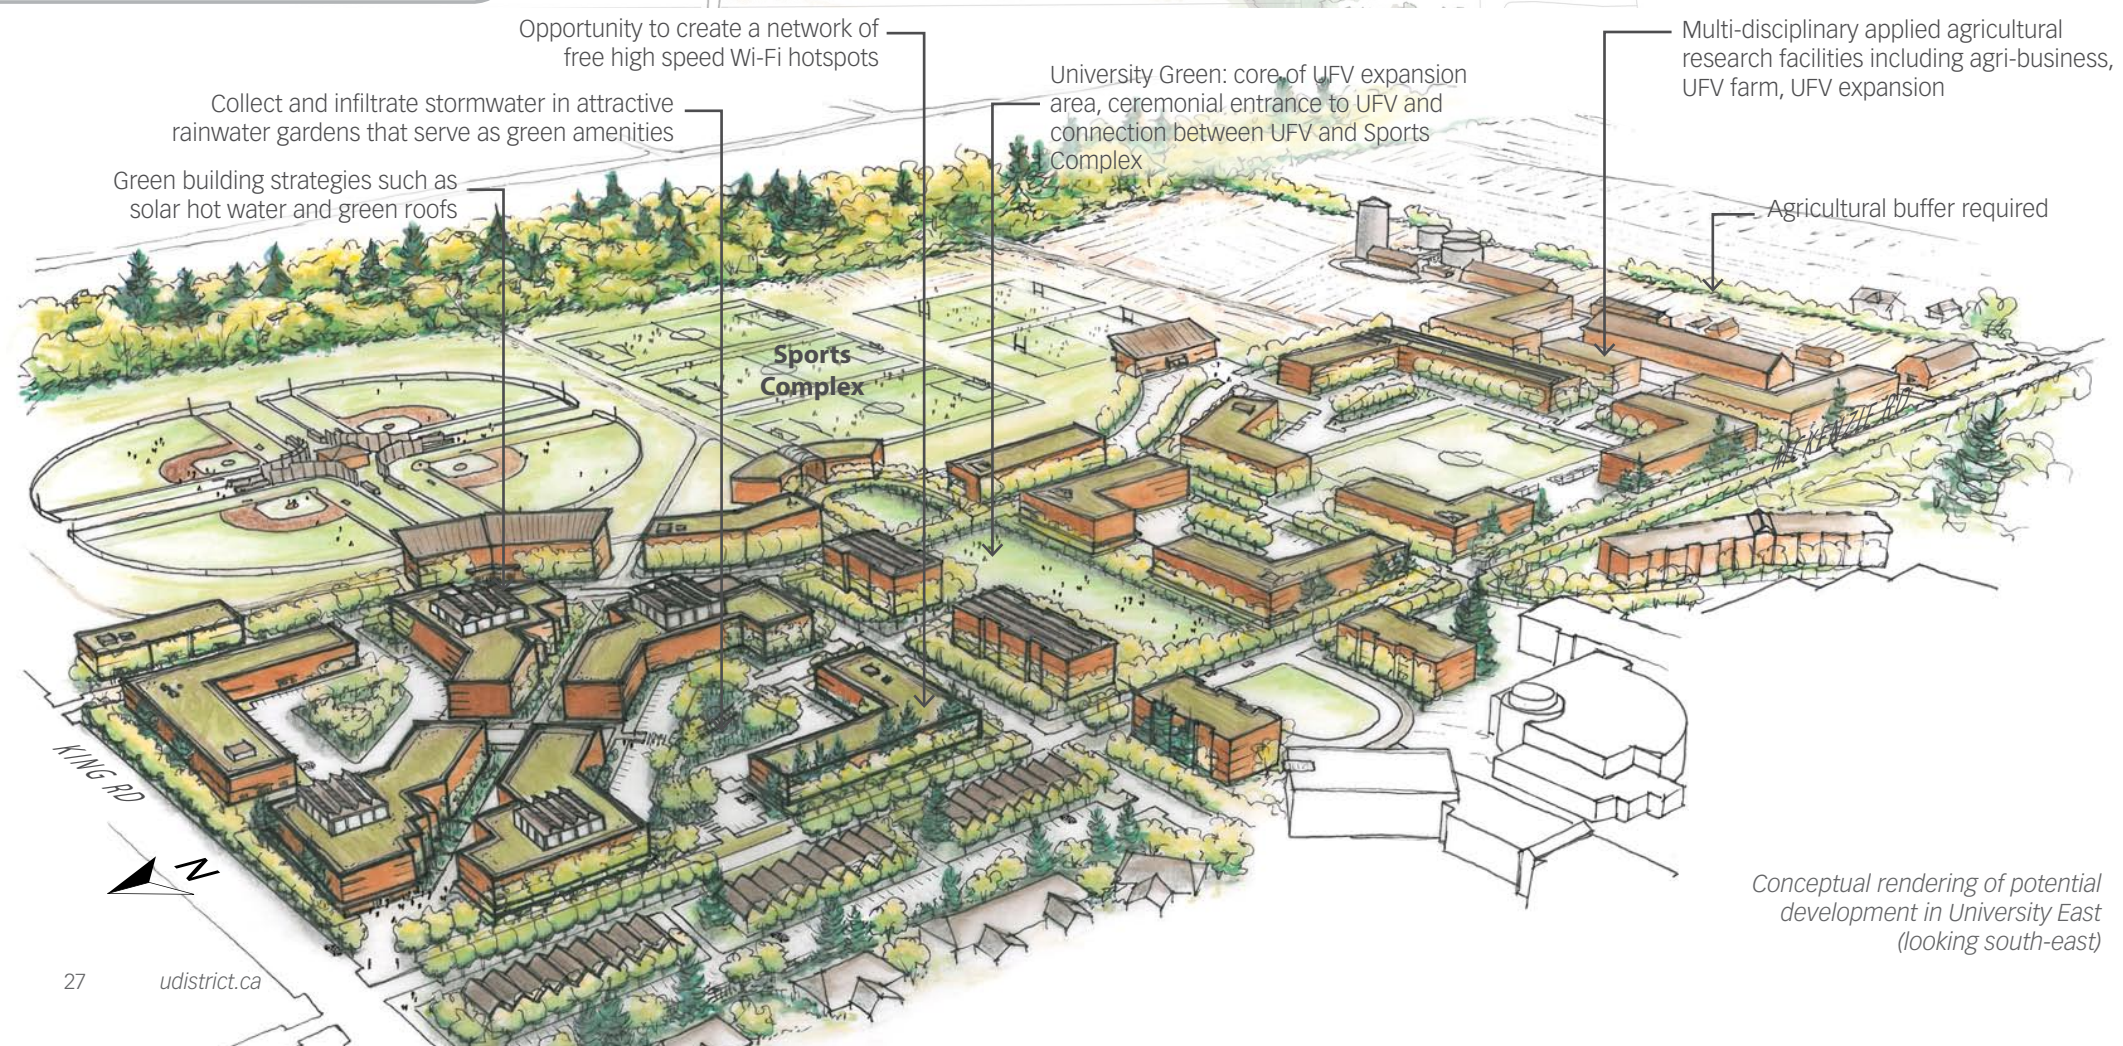 Opportunity to create a network of
free high speed Wi-Fi hotspots
Multi-disciplinary applied agricultural
research facilities including agri-business,
UFV farm, UFV expansion
University Green: core of UFV expansion
area, ceremonial entrance to UFV and
connection between UFV and Sports
Complex
Collect and infiltrate stormwater in attractive
rainwater gardens that serve as green amenities
Green building strategies such as
solar hot water and green roofs
Agricultural buffer required
Sports
Complex
McKENZIE RD
KING RD
N
Conceptual rendering of potential
development in University East
(looking south-east)
27 udistrict.ca